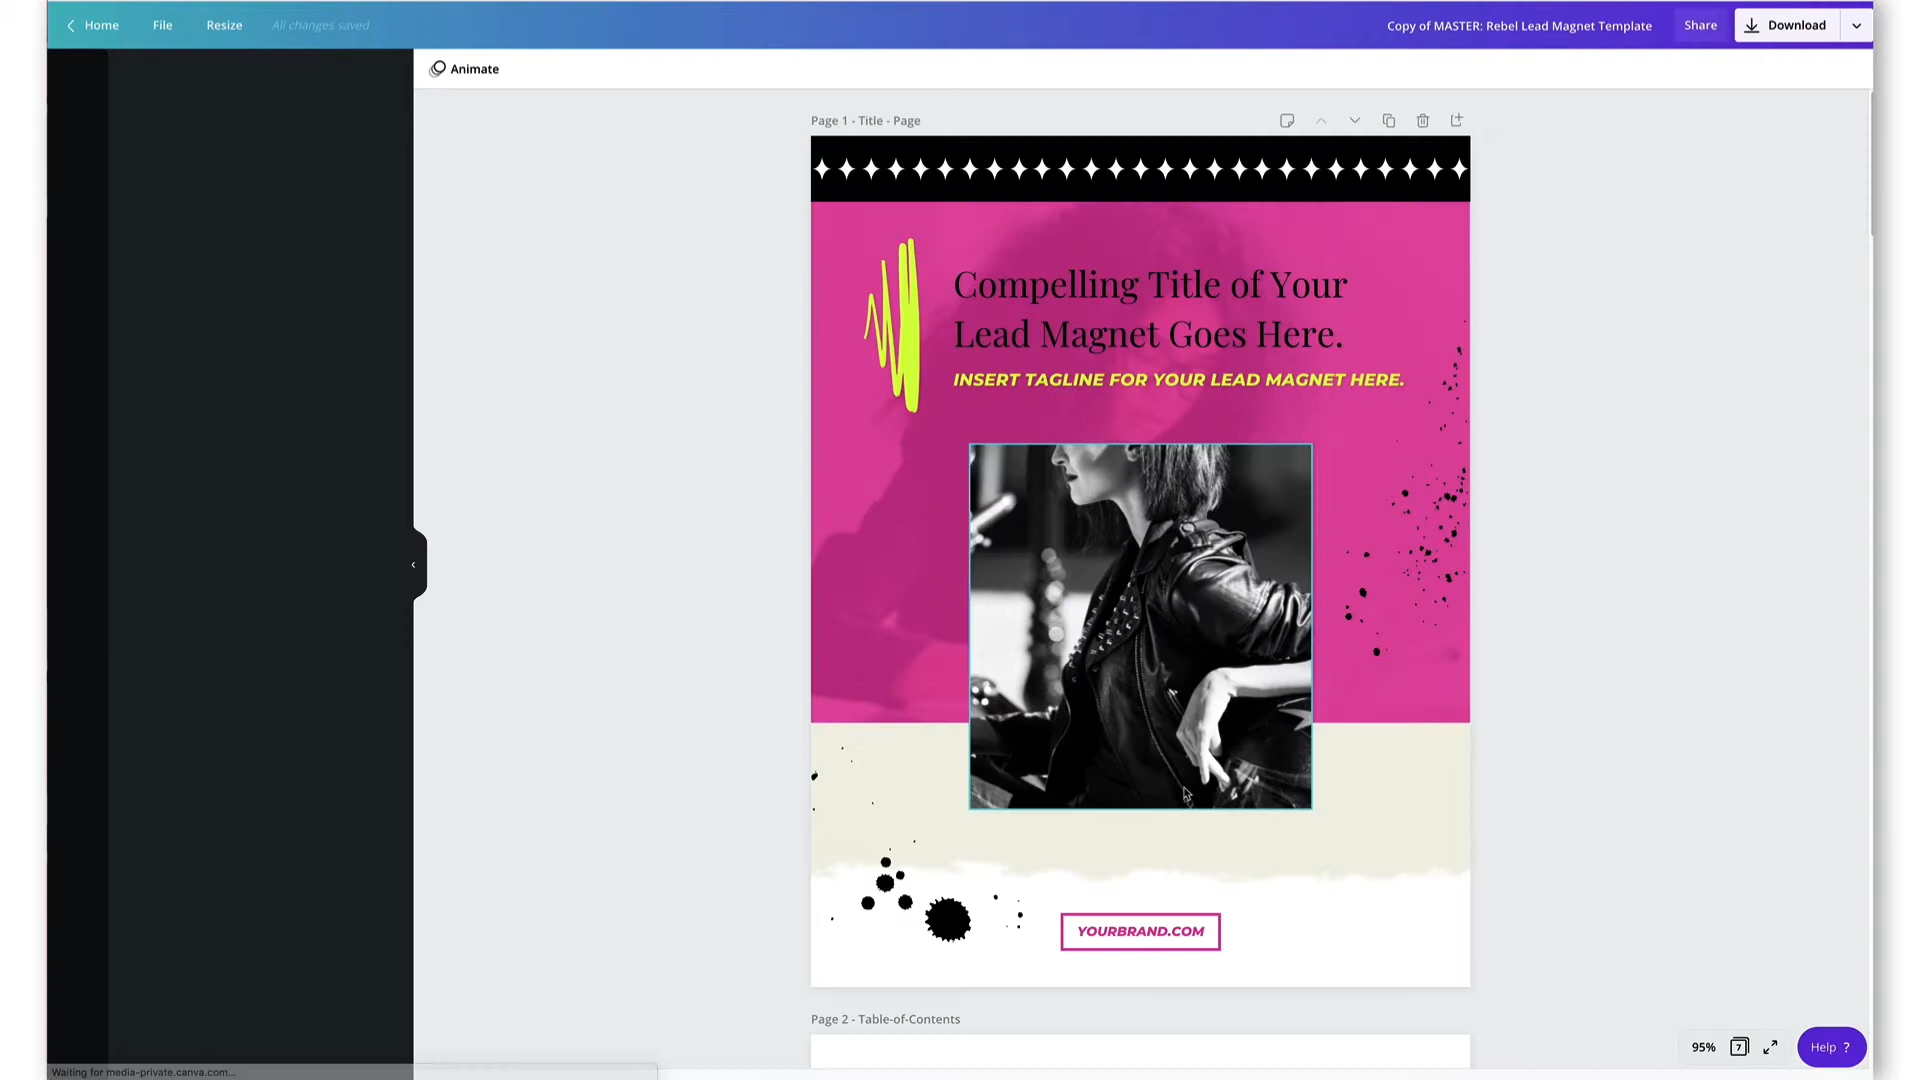 Home
File
Resize
All changes saved
Copy of MASTER: Rebel Lead Magnet Template
Share
Download
Animate
Page 1 - Title - Page
Compelling Title of Your
Lead Magnet Goes Here.
INSERT TAGLINE FOR YOUR LEAD MAGNET HERE.
YOURBRAND.COM
Page 2 - Table-of-Contents
95%
7
Help ?
Waiting for media-private.canva.com...